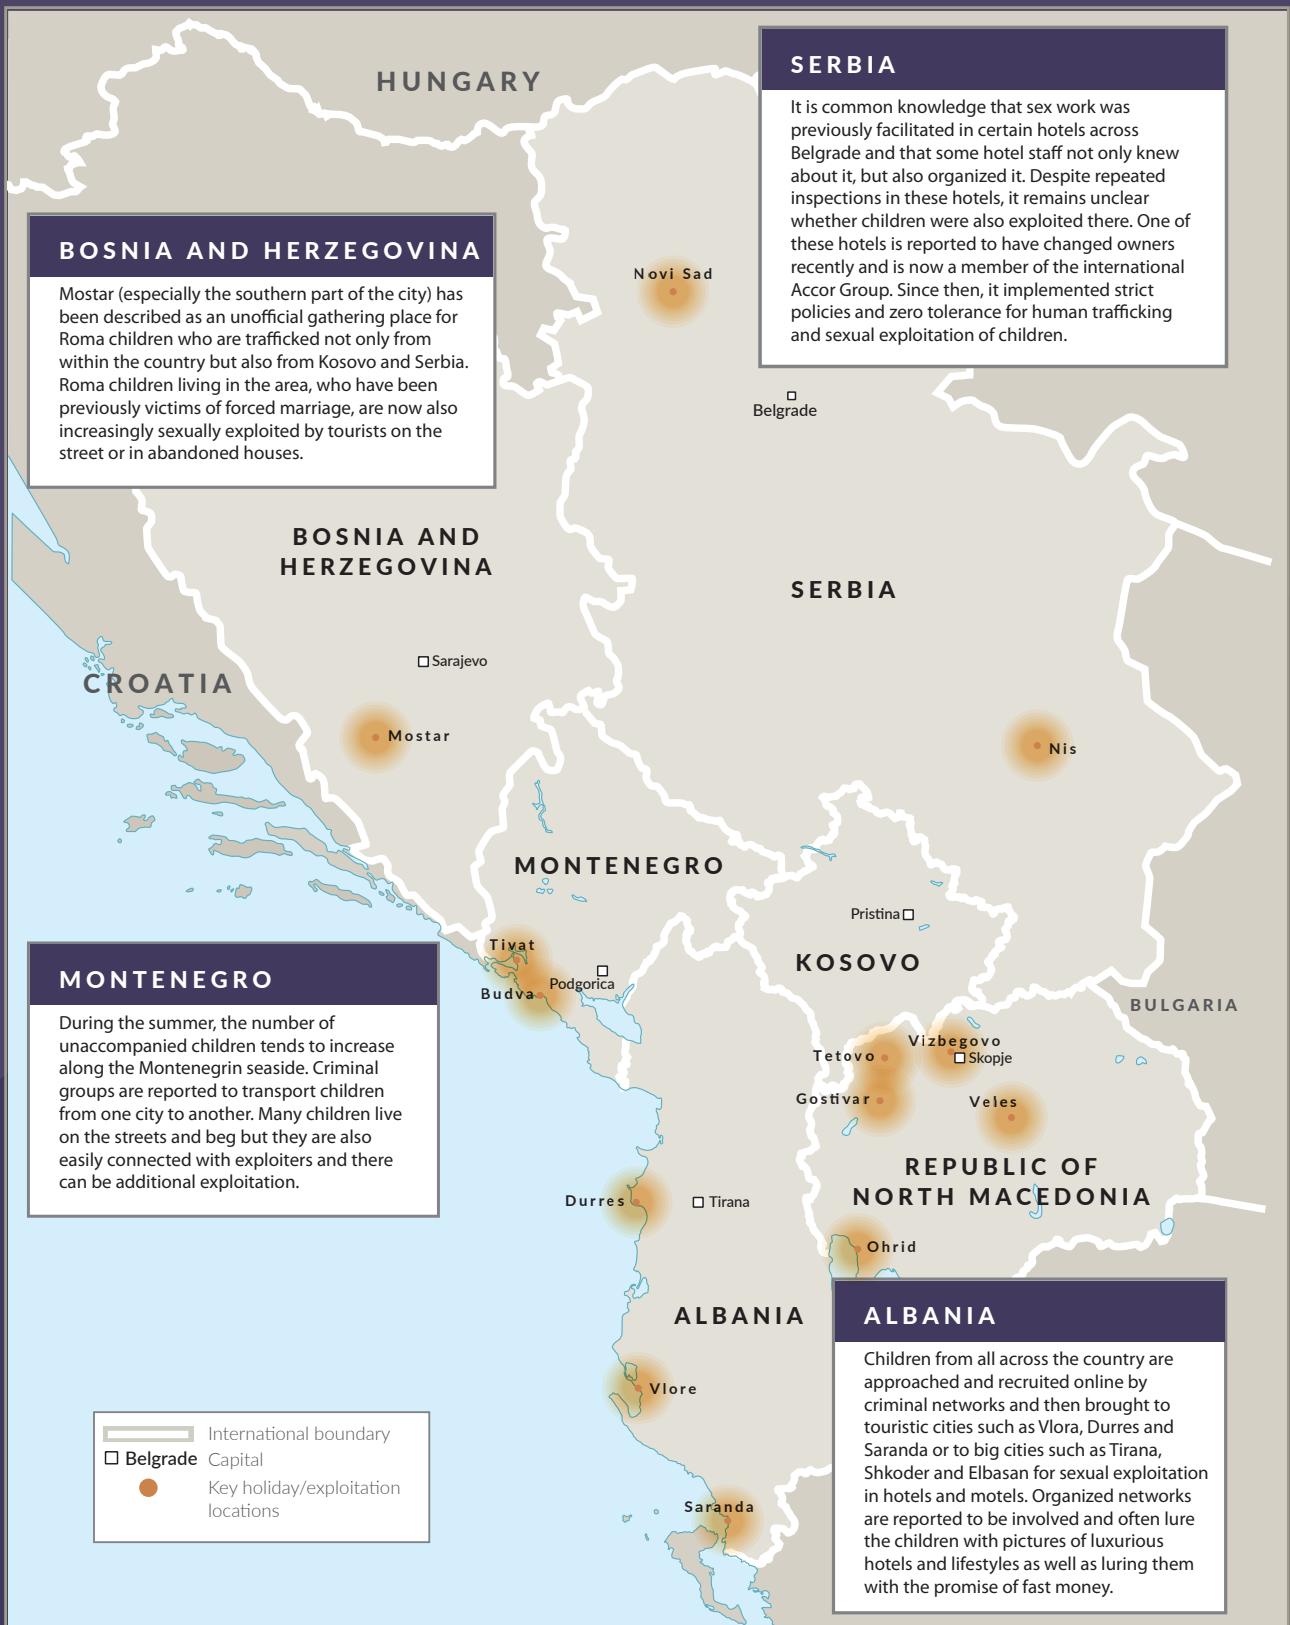 HUNGARY
SERBIA
It is common knowledge that sex work was
previously facilitated in certain hotels across
Belgrade and that some hotel staff not only knew
about it, but also organized it. Despite repeated
inspections in these hotels, it remains unclear
whether children were also exploited there. One of
these hotels is reported to have changed owners
recently and is now a member of the international
Accor Group. Since then, it implemented strict
policies and zero tolerance for human trafficking
and sexual exploitation of children.
BOSNIA AND HERZEGOVINA
Mostar (especially the southern part of the city) has
been described as an unofficial gathering place for
Roma children who are trafficked not only from
within the country but also from Kosovo and Serbia.
Roma children living in the area, who have been
previously victims of forced marriage, are now also
increasingly sexually exploited by tourists on the
street or in abandoned houses.
Novi Sad
Belgrade
BOSNIA AND
HERZEGOVINA
SERBIA
Sarajevo
CROATIA
Mostar
Nis
MONTENEGRO
Pristina
KOSOVO
Tivat
Podgorica
Budva
BULGARIA
MONTENEGRO
During the summer, the number of
unaccompanied children tends to increase
along the Montenegrin seaside. Criminal
groups are reported to transport children
from one city to another. Many children live
on the streets and beg but they are also
easily connected with exploiters and there
can be additional exploitation.
Vizbegovo
Tetovo
Skopje
Gostivar
Veles
REPUBLIC OF
NORTH MACEDONIA
Durres
Tirana
Ohrid
ALBANIA
Vlore
Saranda
ALBANIA
Children from all across the country are
approached and recruited online by
criminal networks and then brought to
touristic cities such as Vlora, Durres and
Saranda or to big cities such as Tirana,
Shkoder and Elbasan for sexual exploitation
in hotels and motels. Organized networks
are reported to be involved and often lure
the children with pictures of luxurious
hotels and lifestyles as well as luring them
with the promise of fast money.
International boundary
Belgrade Capital
Key holiday/exploitation
locations